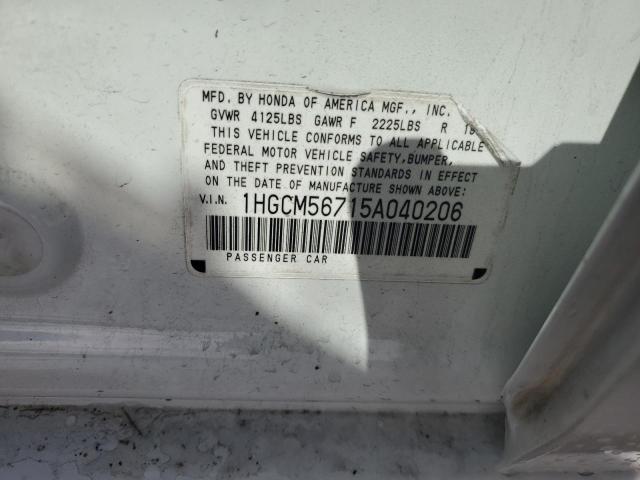 MFD. BY HONDA OF AMERICA MGF., INC.
GVWR 4125LBS GAWR F 2225LBS R
THIS VEHICLE CONFORMS TO ALL APPLICABLE
FEDERAL MOTOR VEHICLE SAFETY, BUMPER,
AND THEFT PREVENTION STANDARDS IN EFFECT
ON THE DATE OF MANUFACTURE SHOWN ABOVE:
V.I.N. 1HGCM56715A040206
PASSENGER CAR